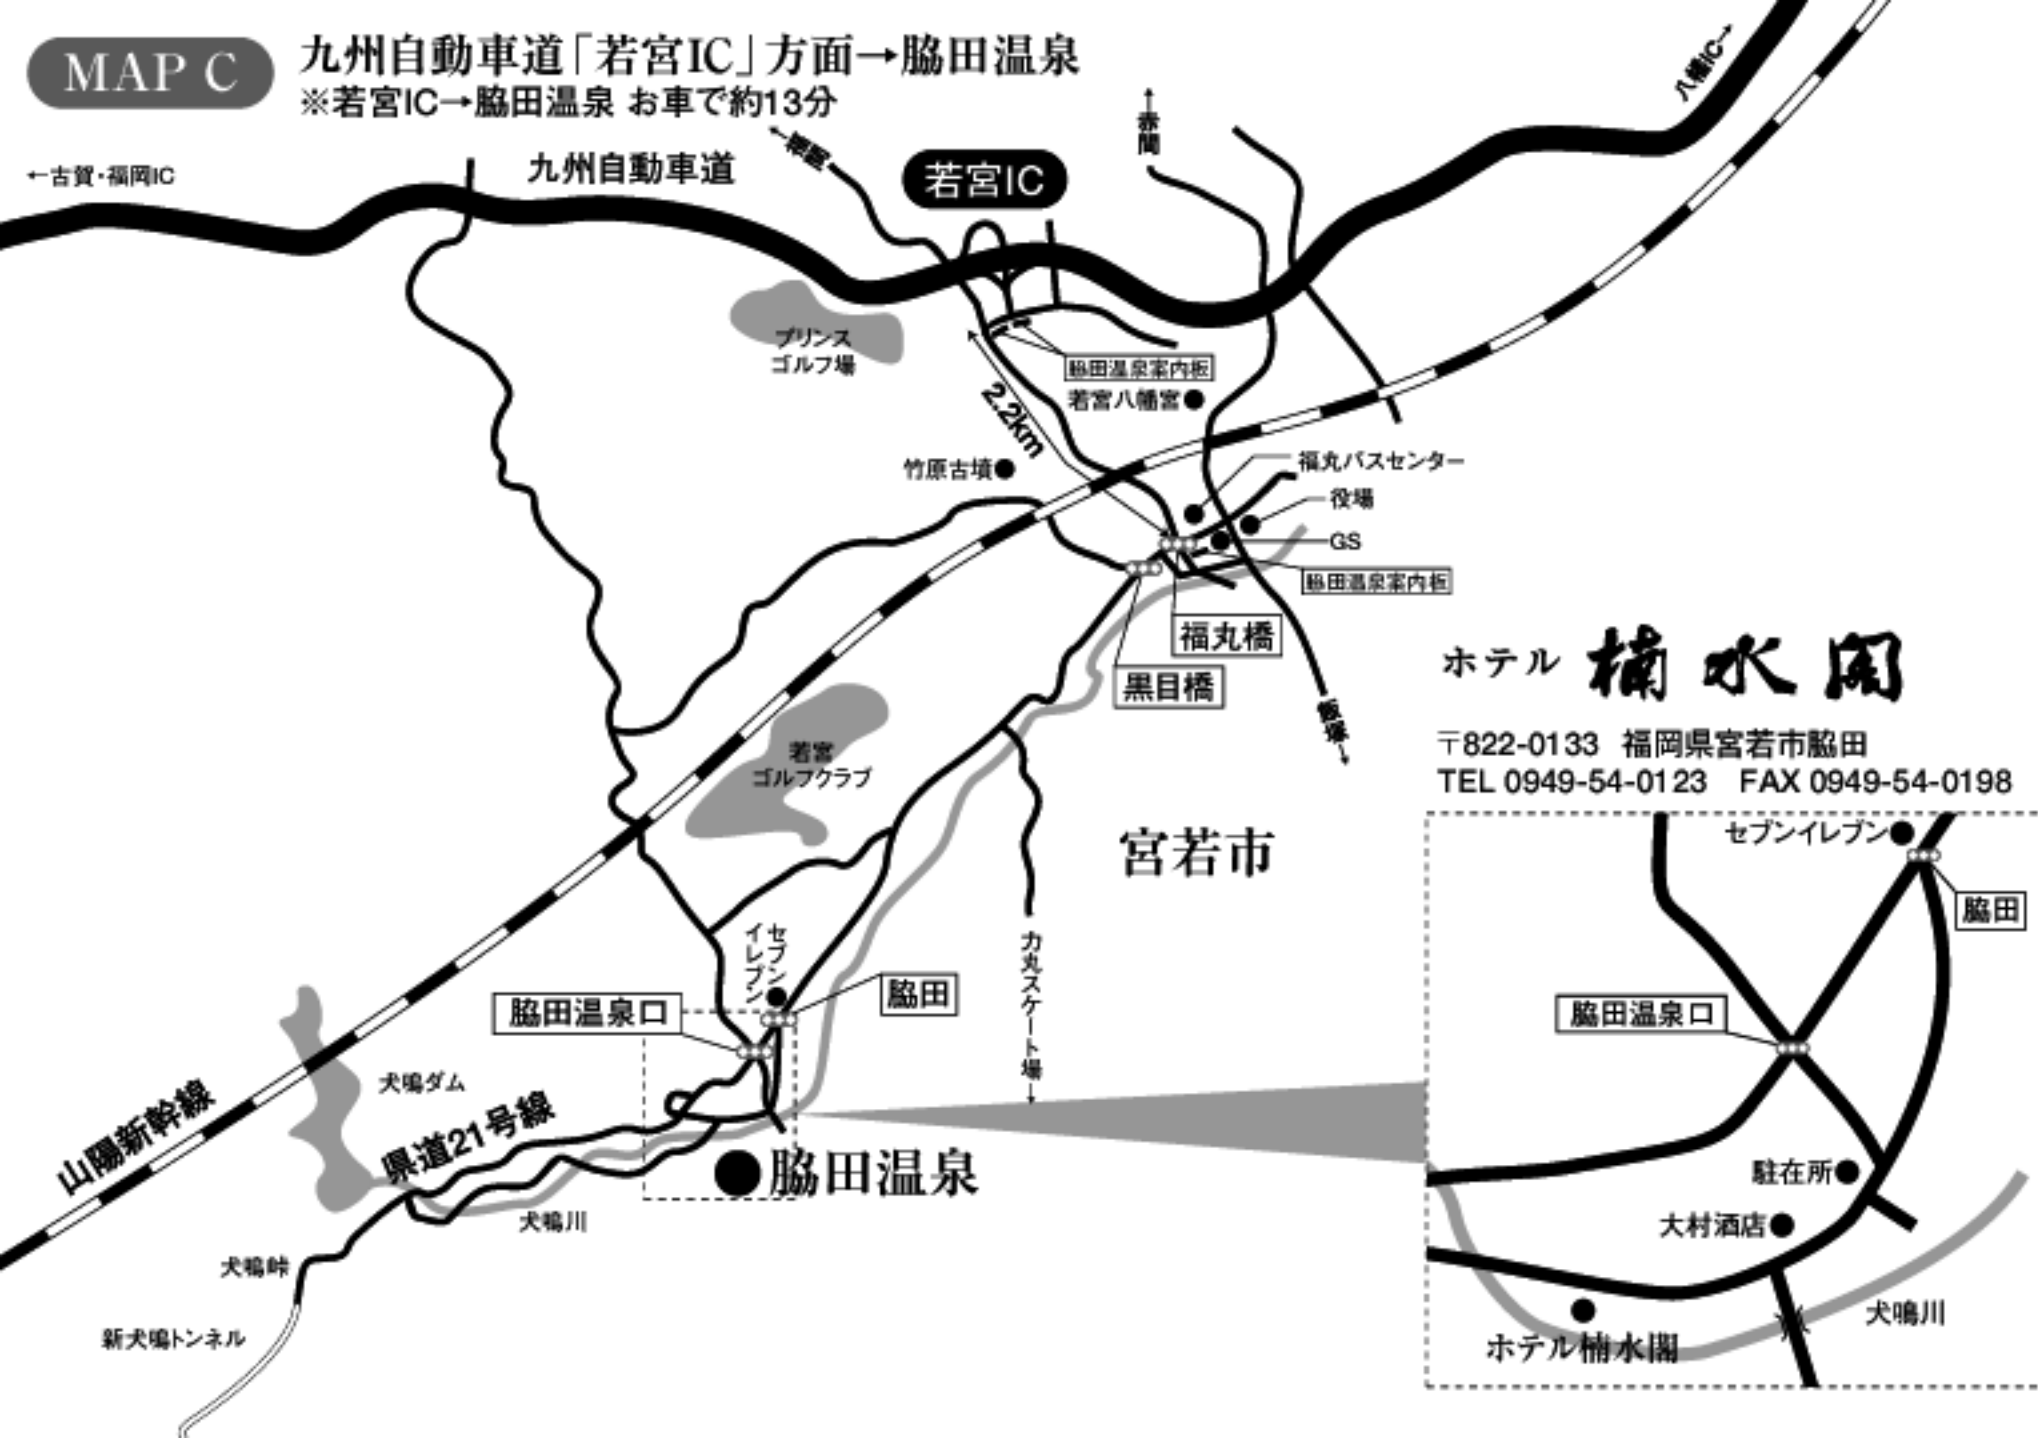 MAP C
九州自動車道「若宮IC」方面→脇田温泉
※若宮IC→脇田温泉 お車で約13分
←古賀・福岡IC
九州自動車道
若宮IC
←赤間
八幡IC→
プリンス
ゴルフ場
脇田温泉案内板
若宮八幡宮
2.2km
竹原古墳
福丸バスセンター
役場
GS
脇田温泉案内板
福丸橋
黒目橋
飯塚→
若宮
ゴルフクラブ
宮若市
セブン
イレブン
脇田
脇田温泉口
力丸スケート場→
犬鳴ダム
山陽新幹線
県道21号線
脇田温泉
犬鳴川
犬鳴峠
新犬鳴トンネル
ホテル 楠水閣
〒822-0133 福岡県宮若市脇田
TEL 0949-54-0123 FAX 0949-54-0198
セブンイレブン
脇田
脇田温泉口
駐在所
大村酒店
犬鳴川
ホテル楠水閣